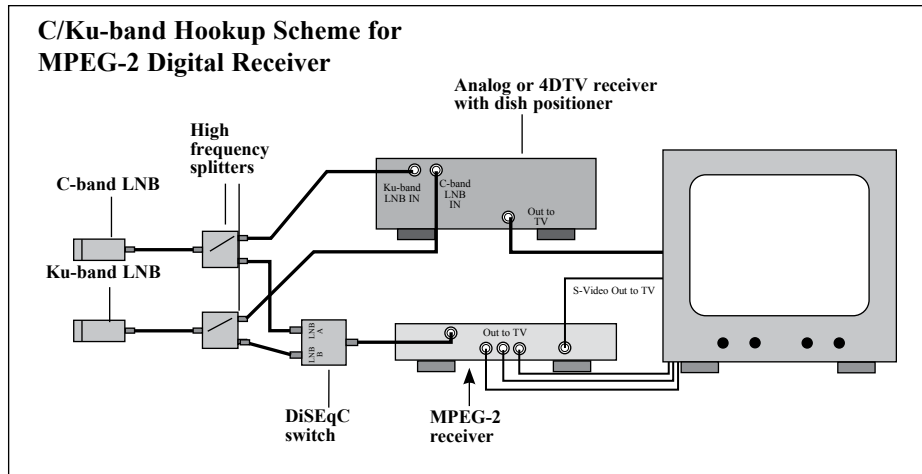 C/Ku-band Hookup Scheme for
MPEG-2 Digital Receiver
Analog or 4DTV receiver
with dish positioner
High
frequency
splitters
C-band LNB
Ku-band LNB
Ku-band
LNB IN
C-band
LNB
IN
Out to
TV
S-Video Out to TV
LNB
A
LNB
B
Out to TV
DiSEqC
switch
MPEG-2
receiver